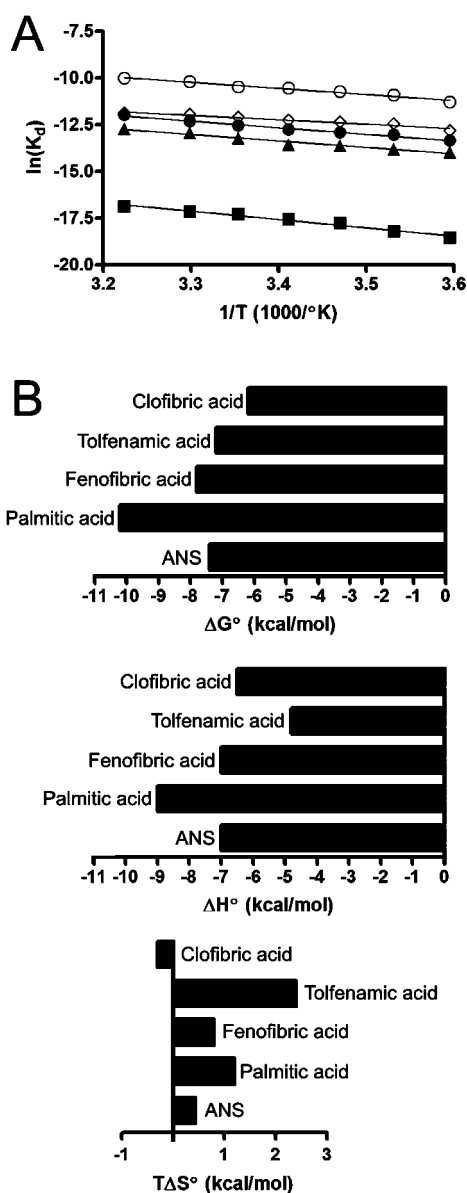 A
-7.5
-10.0
-12.5
-15.0
-17.5
-20.0
ln(Kd)
3.2 3.3 3.4 3.5 3.6
1/T (1000/°K)
B
Clofibric acid
Tolfenamic acid
Fenofibric acid
Palmitic acid
ANS
-11 -10 -9 -8 -7 -6 -5 -4 -3 -2 -1 0
ΔG° (kcal/mol)
Clofibric acid
Tolfenamic acid
Fenofibric acid
Palmitic acid
ANS
-11 -10 -9 -8 -7 -6 -5 -4 -3 -2 -1 0
ΔH° (kcal/mol)
Clofibric acid
Tolfenamic acid
Fenofibric acid
Palmitic acid
ANS
-1 0 1 2 3
TΔS° (kcal/mol)